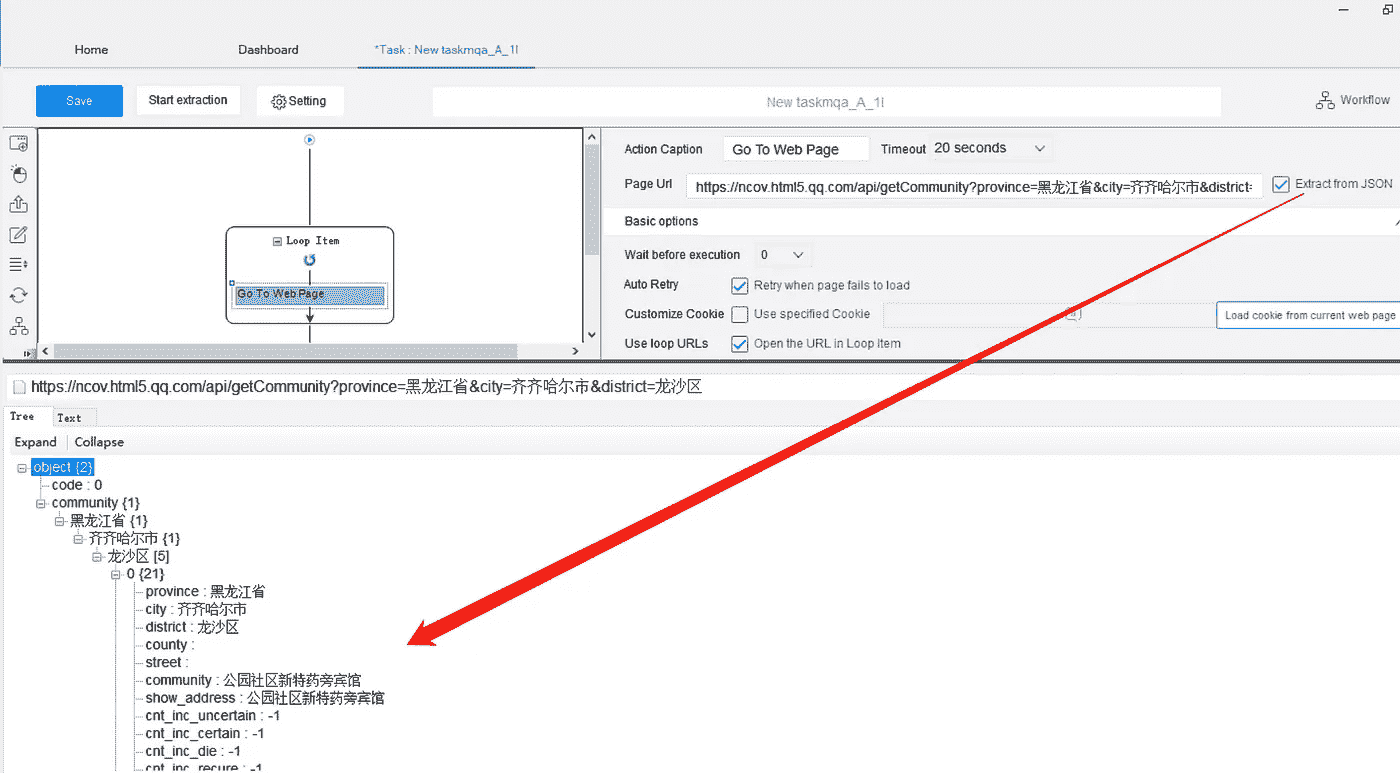 Home Dashboard *Task : New taskmqa_A_1l
Save Start extraction Setting New taskmqa_A_1l Workflow
Action Caption Go To Web Page Timeout 20 seconds
Page Url https://ncov.html5.qq.com/api/getCommunity?province=黑龙江省&city=齐齐哈尔市&district= Extract from JSON
Basic options
Loop Item
Wait before execution 0
Go To Web Page
Auto Retry Retry when page fails to load
Customize Cookie Use specified Cookie Load cookie from current web page
Use loop URLs Open the URL in Loop Item
https://ncov.html5.qq.com/api/getCommunity?province=黑龙江省&city=齐齐哈尔市&district=龙沙区
Tree Text
Expand Collapse
object {2}
code : 0
community {1}
黑龙江省 {1}
齐齐哈尔市 {1}
龙沙区 [5]
0 {21}
province : 黑龙江省
city : 齐齐哈尔市
district : 龙沙区
county :
street :
community : 公园社区新特药旁宾馆
show_address : 公园社区新特药旁宾馆
cnt_inc_uncertain : -1
cnt_inc_certain : -1
cnt_inc_die : -1
cnt_inc_recure : -1